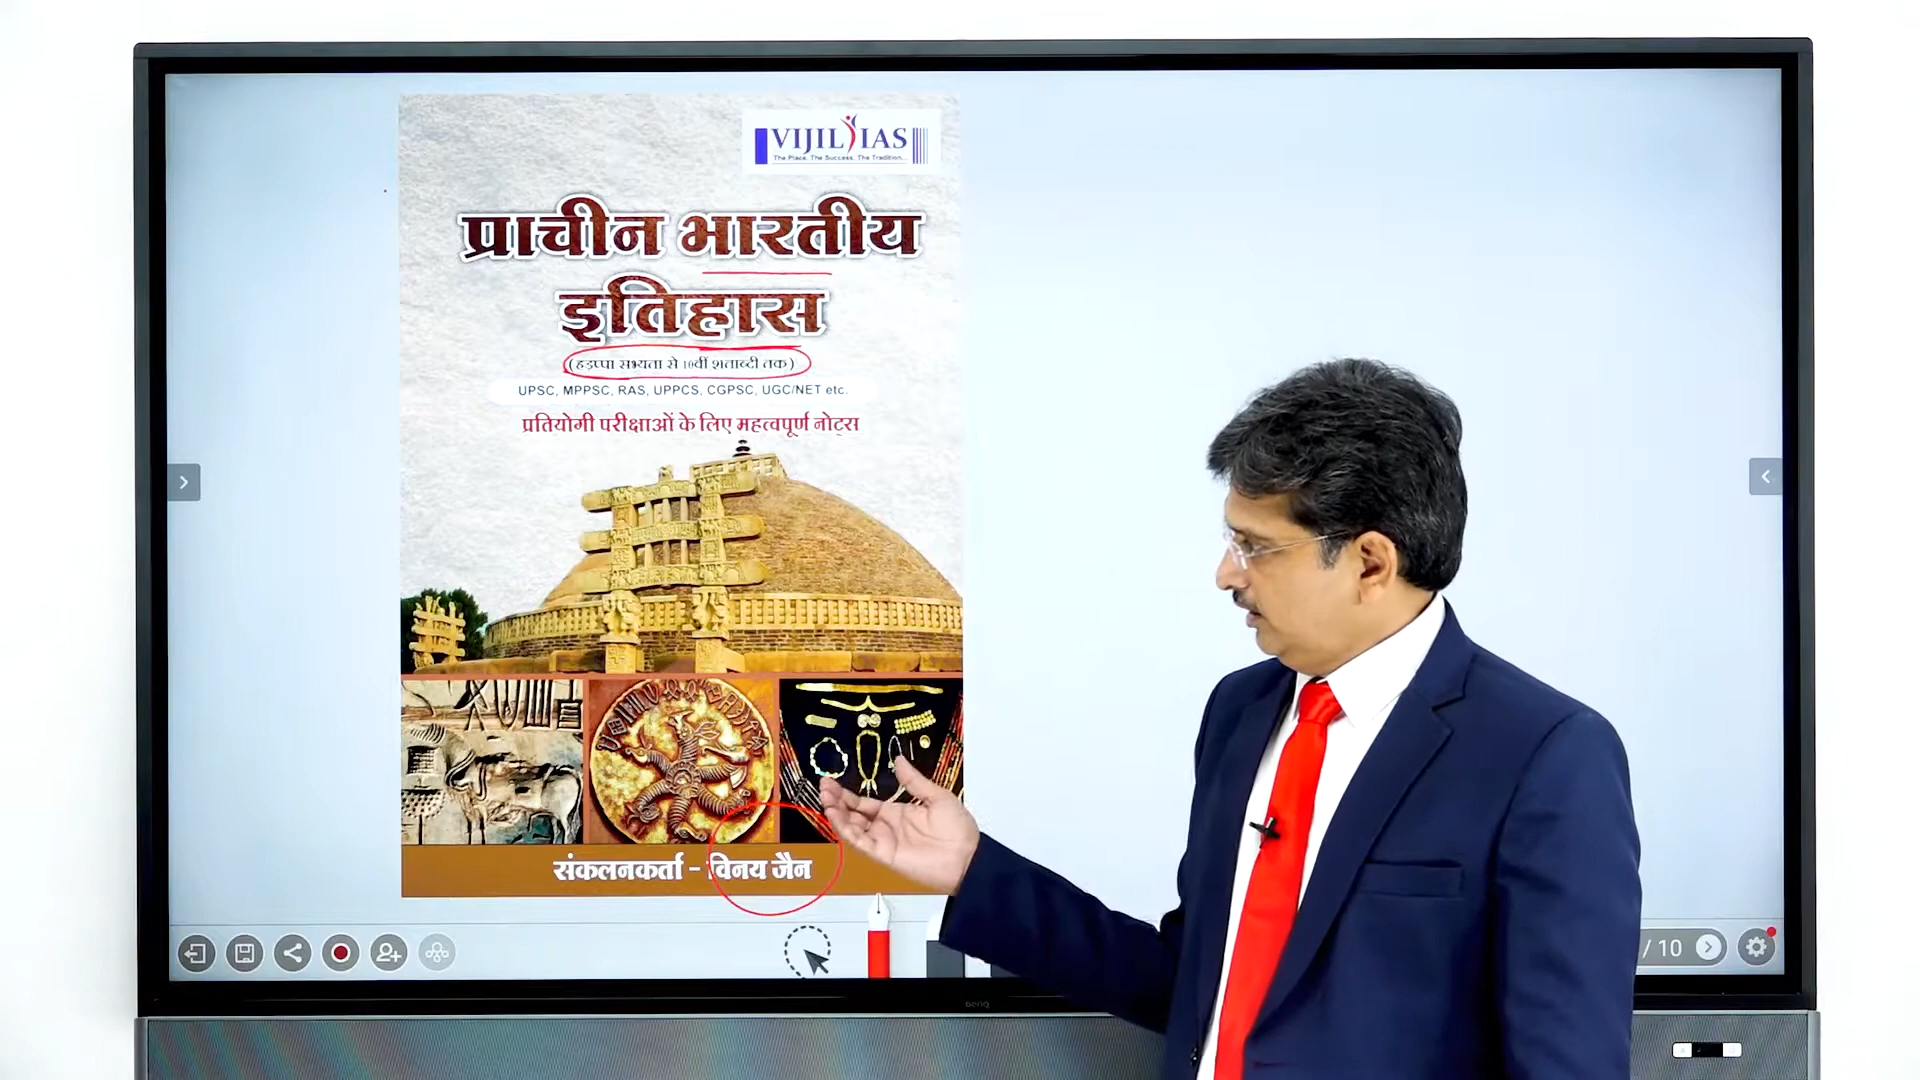 VIJIL IAS
The Place. The Success. The Tradition...
प्राचीन भारतीय
इतिहास
(हड़प्पा सभ्यता से 10वीं शताब्दी तक)
UPSC, MPPSC, RAS, UPPCS, CGPSC, UGC/NET etc.
प्रतियोगी परीक्षाओं के लिए महत्वपूर्ण नोट्स
संकलनकर्ता - विनय जैन
/ 10
BenQ